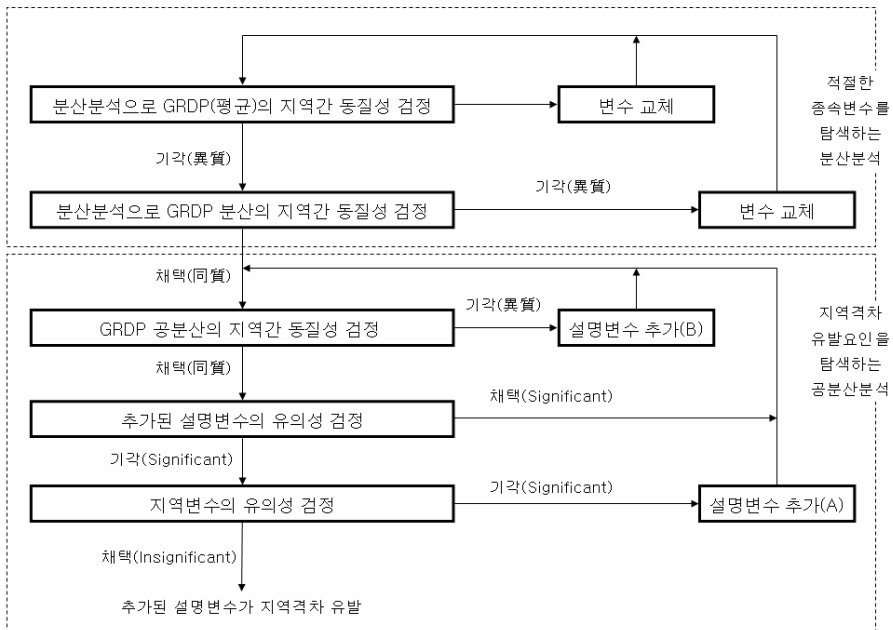 분산분석으로 GRDP(평균)의 지역간 동질성 검정
변수 교체
적절한
종속변수를
탐색하는
분산분석
기각(異質)
기각(異質)
분산분석으로 GRDP 분산의 지역간 동질성 검정
변수 교체
채택(同質)
기각(異質)
GRDP 공분산의 지역간 동질성 검정
설명변수 추가(B)
지역격차
유발요인을
탐색하는
공분산분석
채택(同質)
채택(Significant)
추가된 설명변수의 유의성 검정
기각(Significant)
기각(Significant)
지역변수의 유의성 검정
설명변수 추가(A)
채택(Insignificant)
추가된 설명변수가 지역격차 유발